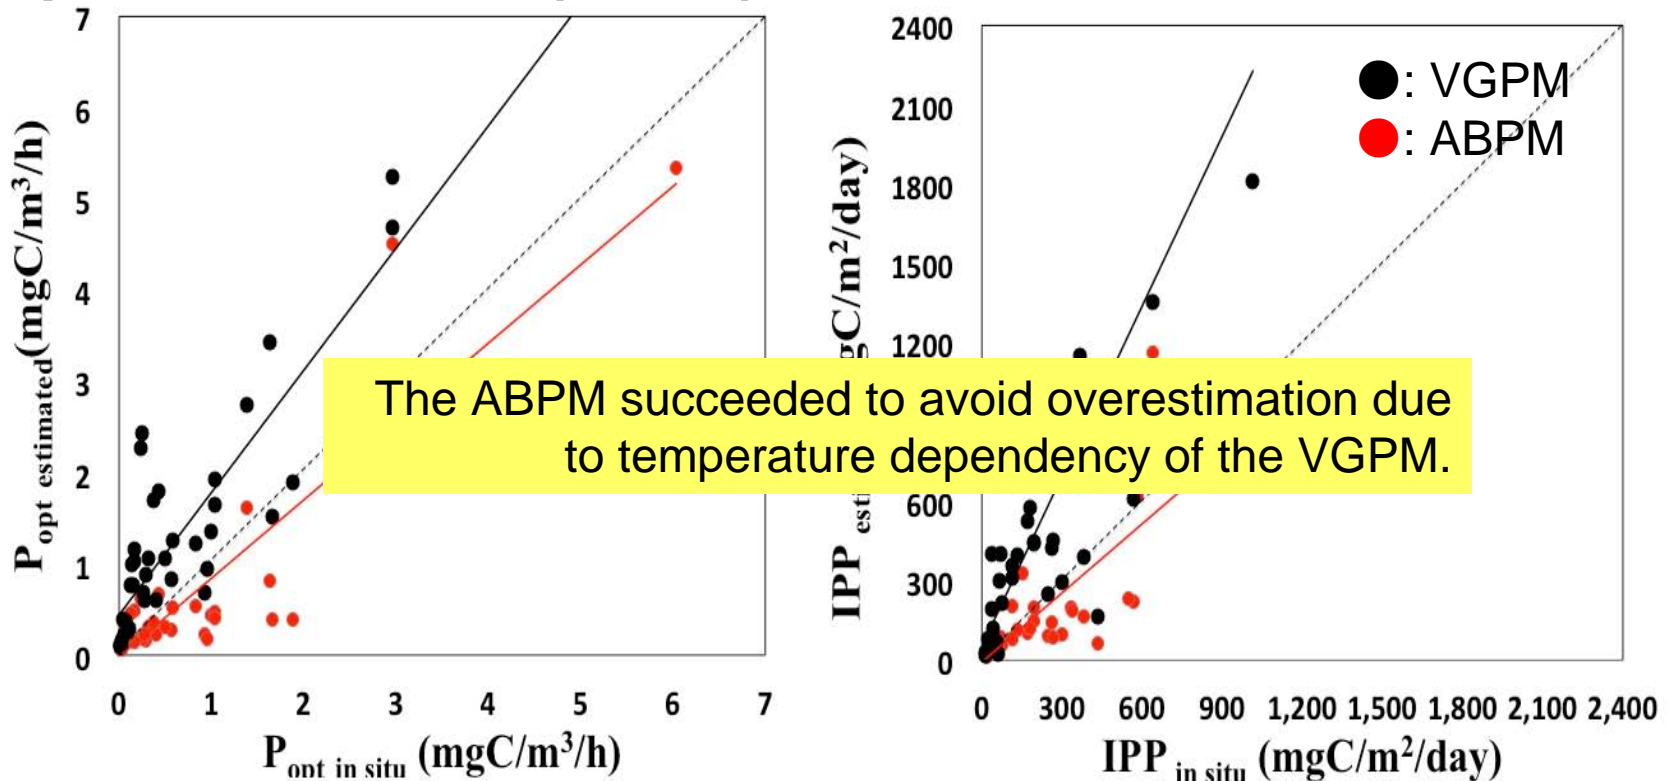 7
6
5
4
3
2
1
0
0 1 2 3 4 5 6 7
P opt estimated (mgC/m3/h)
P opt in situ (mgC/m3/h)
2400
2100
1800
1500
1200
600
300
0
0 300 600 900 1,200 1,500 1,800 2,100 2,400
IPP
gC/m2/day)
IPP in situ (mgC/m2/day)
●: VGPM
●: ABPM
The ABPM succeeded to avoid overestimation due
to temperature dependency of the VGPM.